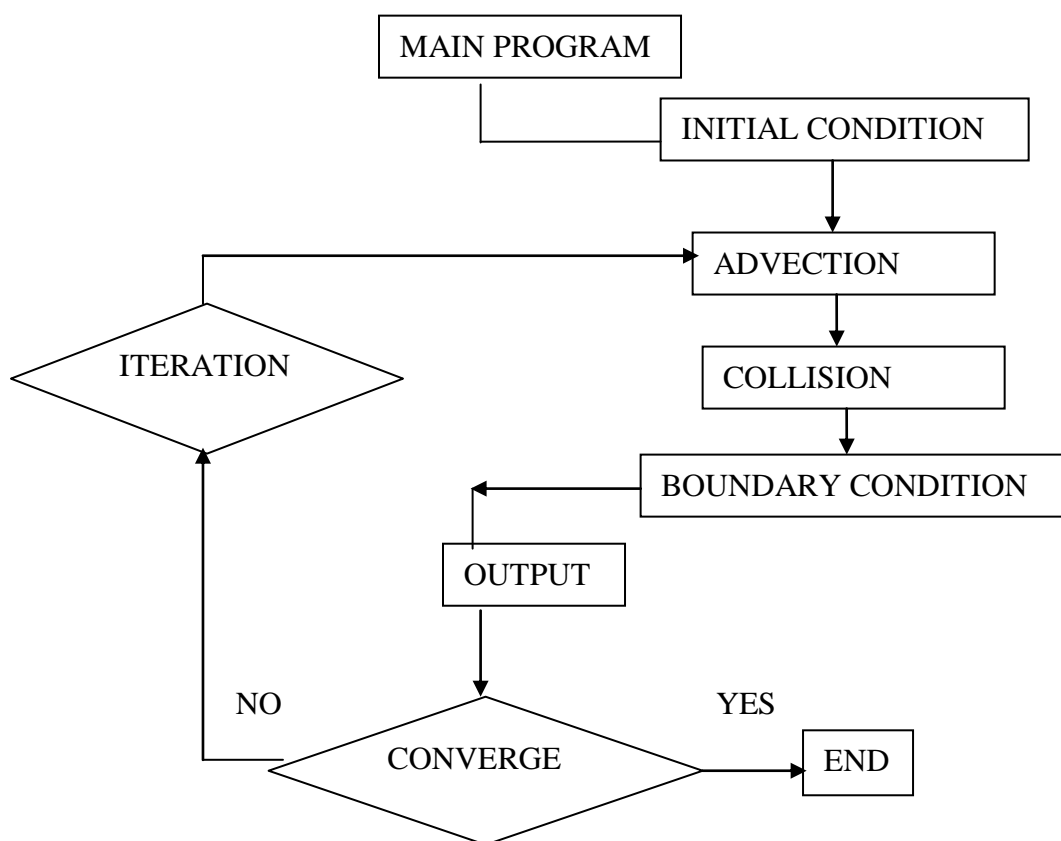 MAIN PROGRAM
INITIAL CONDITION
ADVECTION
ITERATION
COLLISION
BOUNDARY CONDITION
OUTPUT
NO
YES
CONVERGE
END